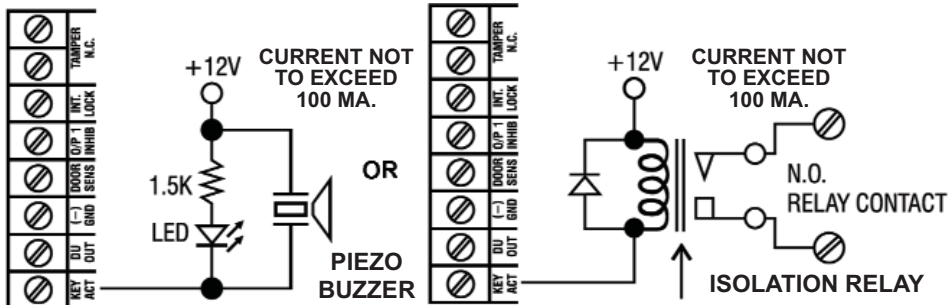 TAMPER
N.C.
INT.
LOCK
O/P 1
INHIB
DOOR
SENS
(–)
GND
DU
OUT
KEY
ACT
+12V
CURRENT NOT
TO EXCEED
100 MA.
1.5K
LED
PIEZO
BUZZER
OR
TAMPER
N.C.
INT.
LOCK
O/P 1
INHIB
DOOR
SENS
(–)
GND
DU
OUT
KEY
ACT
+12V
CURRENT NOT
TO EXCEED
100 MA.
N.O.
RELAY CONTACT
ISOLATION RELAY